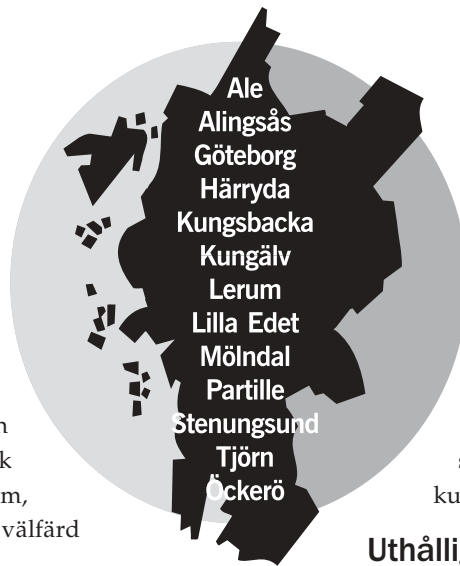 Ale
Alingsås
Göteborg
Härryda
Kungsbacka
Kungälv
Lerum
Lilla Edet
Mölndal
Partille
Stenungsund
Tjörn
Öckerö
välfärd